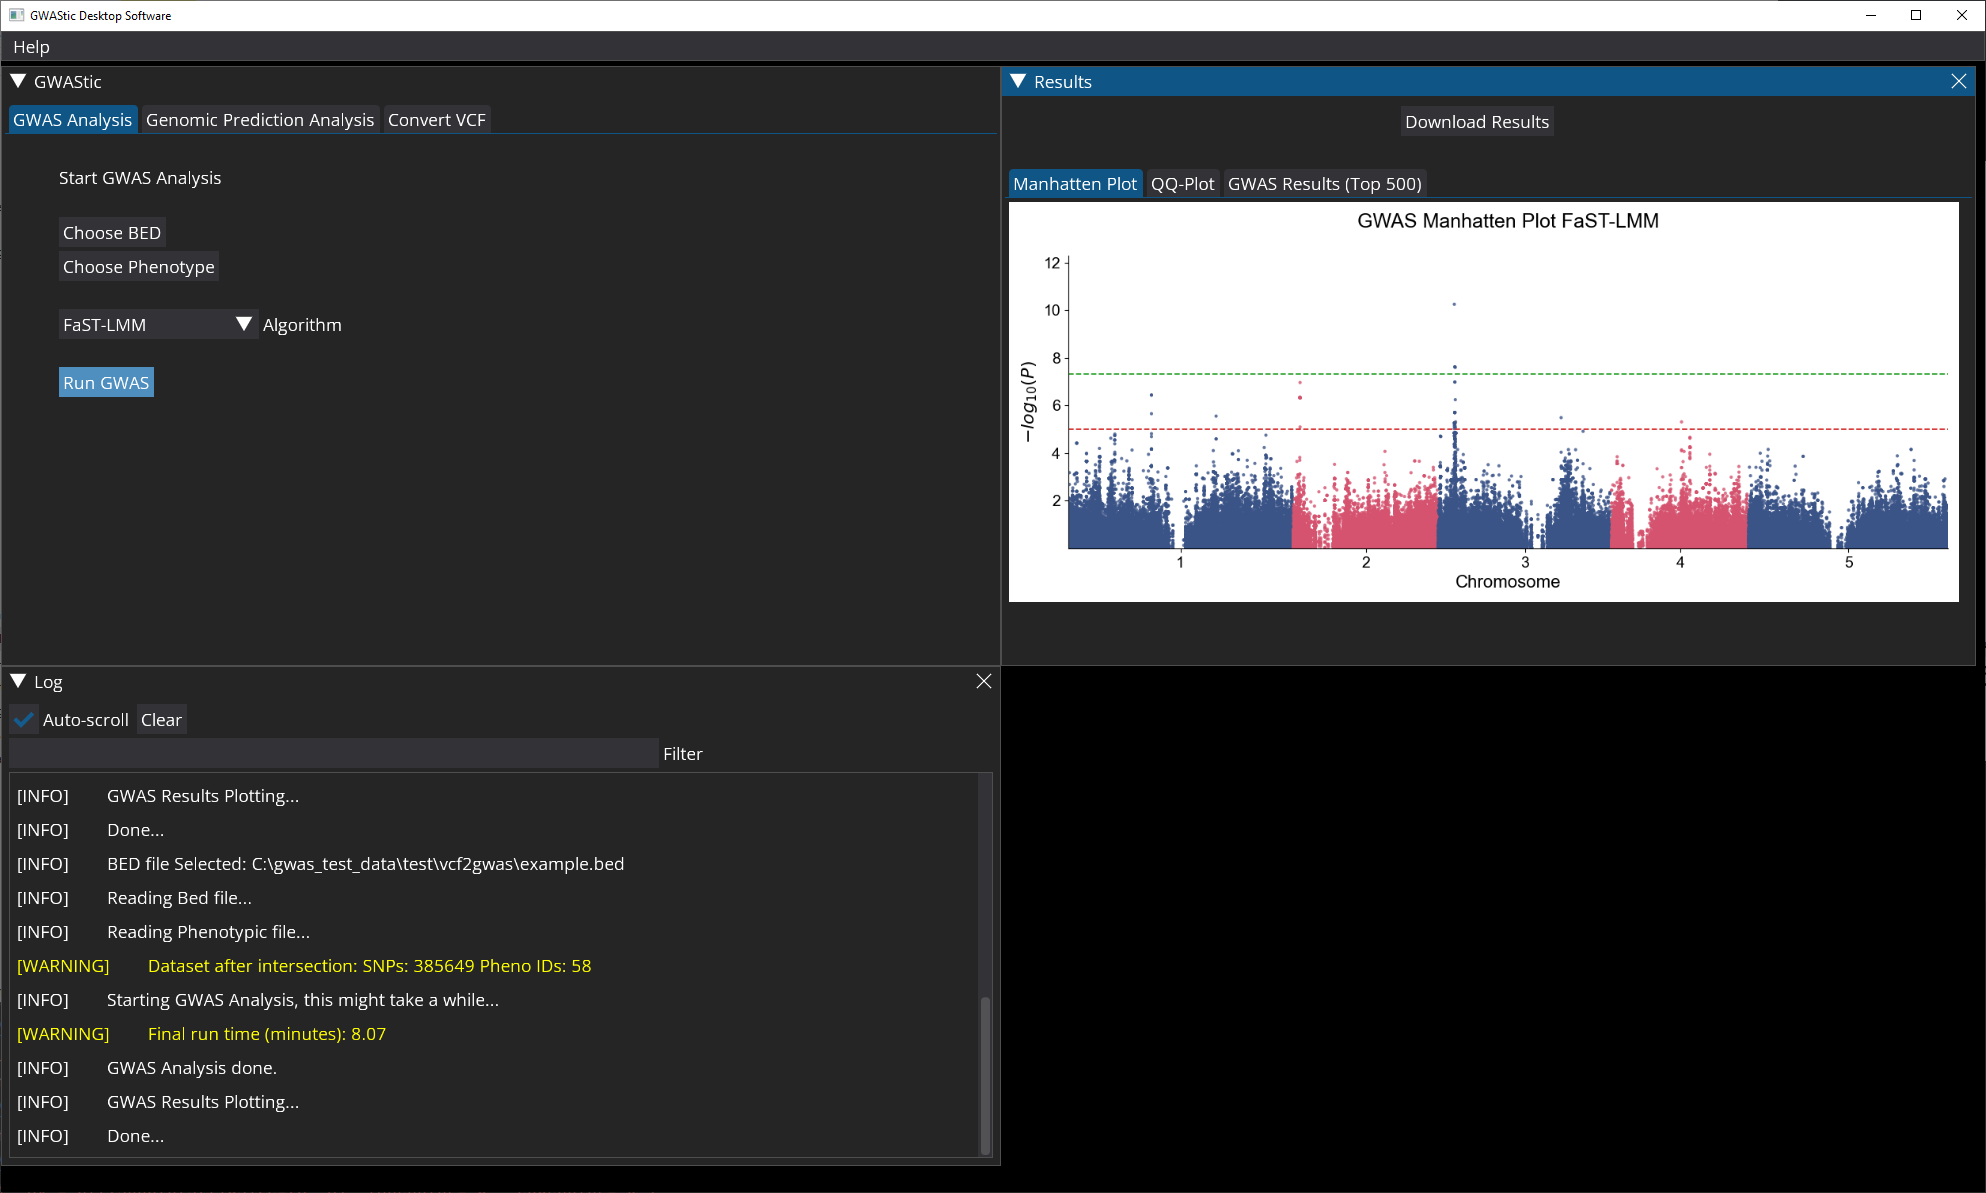 GWAStic Desktop Software
Help
GWAStic
GWAS Analysis Genomic Prediction Analysis Convert VCF
Start GWAS Analysis
Choose BED
Choose Phenotype
FaST-LMM Algorithm
Run GWAS
Results
Download Results
Manhatten Plot QQ-Plot GWAS Results (Top 500)
GWAS Manhatten Plot FaST-LMM
12
10
8
6
4
2
−log10(P)
1 2 3 4 5
Chromosome
Log
Auto-scroll Clear
Filter
[INFO] GWAS Results Plotting...
[INFO] Done...
[INFO] BED file Selected: C:\gwas_test_data\test\vcf2gwas\example.bed
[INFO] Reading Bed file...
[INFO] Reading Phenotypic file...
[WARNING] Dataset after intersection: SNPs: 385649 Pheno IDs: 58
[INFO] Starting GWAS Analysis, this might take a while...
[WARNING] Final run time (minutes): 8.07
[INFO] GWAS Analysis done.
[INFO] GWAS Results Plotting...
[INFO] Done...